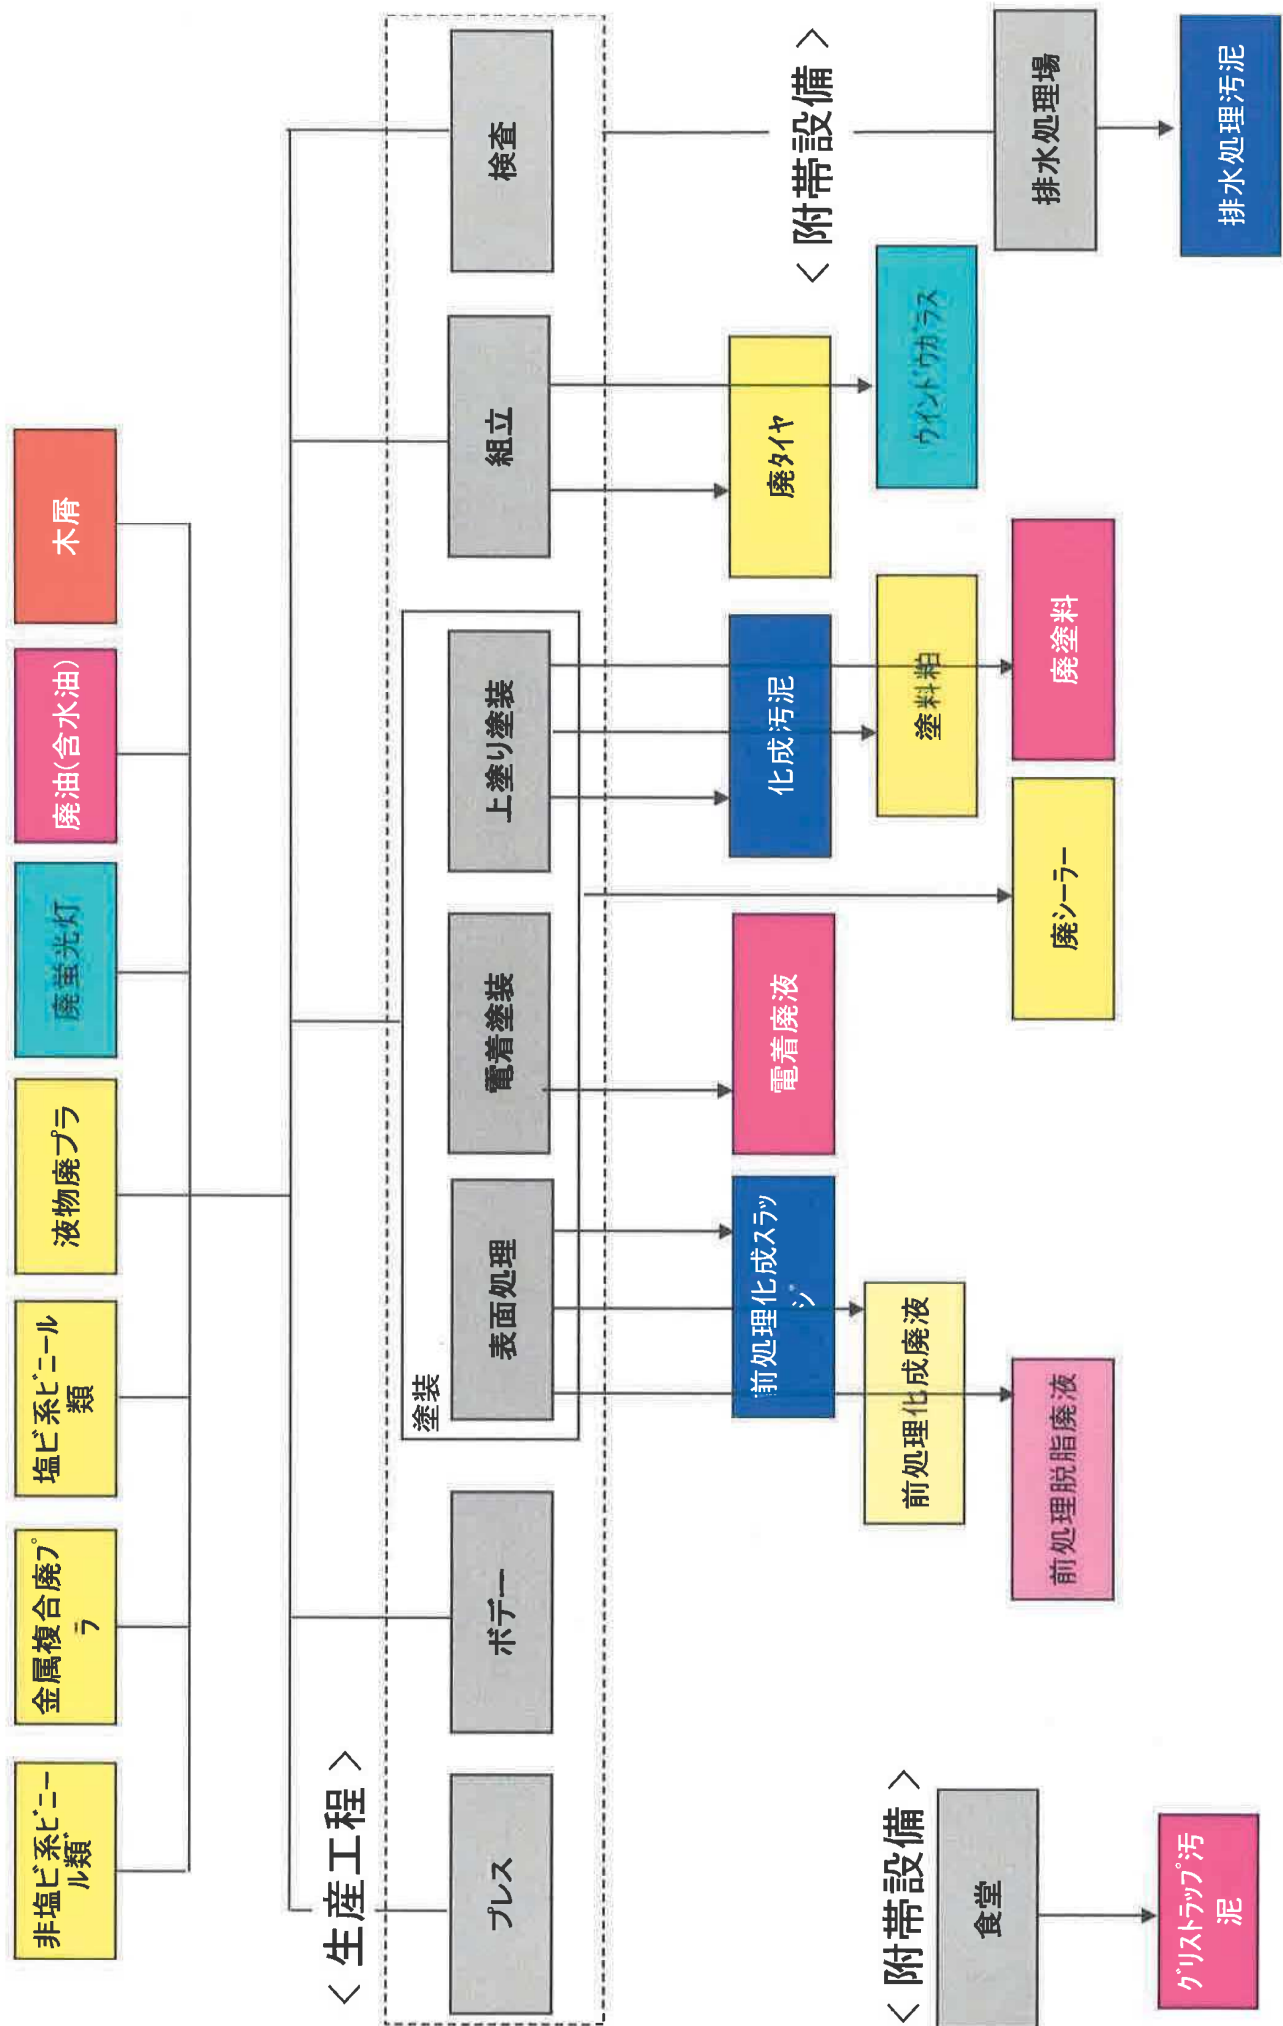 非塩ビ系ビニー
ル類
金属複合廃プ
ラ
塩ビ系ビニール
類
液物廃プラ
廃蛍光灯
廃油(含水油)
木屑
<生産工程>
プレス
ボデー
塗装
表面処理
電着塗装
上塗り塗装
組立
検査
前処理化成スラッ
ジ
電着廃液
化成汚泥
廃タイヤ
<附帯設備>
前処理化成廃液
塗料粕
ウインドウガラス
<附帯設備>
食堂
前処理脱脂廃液
廃シーラー
廃塗料
排水処理場
グリストラップ汚
泥
排水処理汚泥